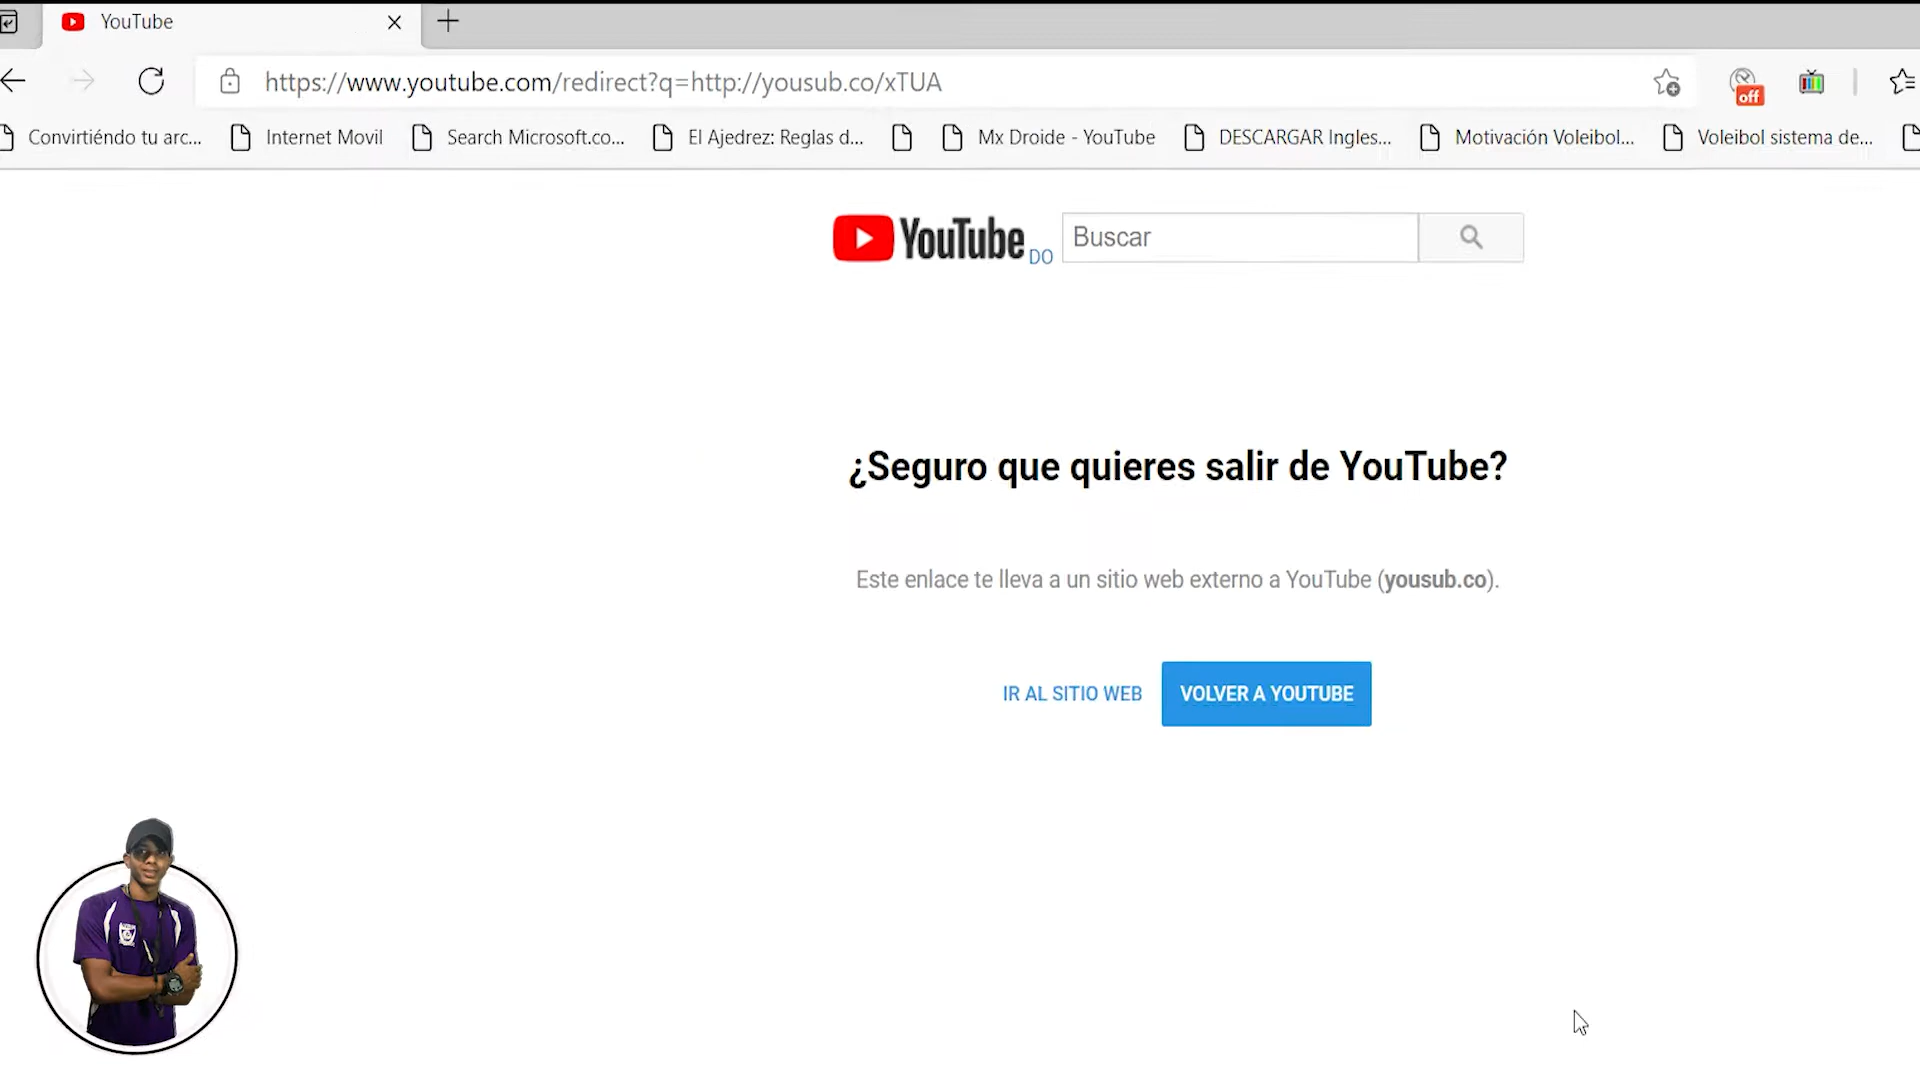 YouTube
https://www.youtube.com/redirect?q=http://yousub.co/xTUA
off
Convirtiéndo tu arc...
Internet Movil
Search Microsoft.co...
El Ajedrez: Reglas d...
Mx Droide - YouTube
DESCARGAR Ingles...
Motivación Voleibol...
Voleibol sistema de...
YouTube DO
Buscar
¿Seguro que quieres salir de YouTube?
Este enlace te lleva a un sitio web externo a YouTube (yousub.co).
IR AL SITIO WEB
VOLVER A YOUTUBE